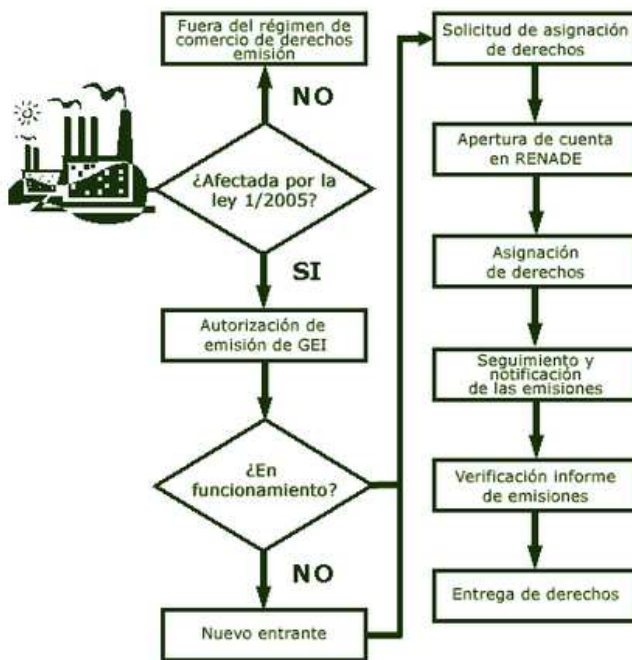 Fuera del régimen de
comercio de derechos
emisión
NO
¿Afectada por la
ley 1/2005?
SI
Autorización de
emisión de GEI
¿En
funcionamiento?
NO
Nuevo entrante
Solicitud de asignación
de derechos
Apertura de cuenta
en RENADE
Asignación
de derechos
Seguimiento y
notificación
de las emisiones
Verificación informe
de emisiones
Entrega de derechos